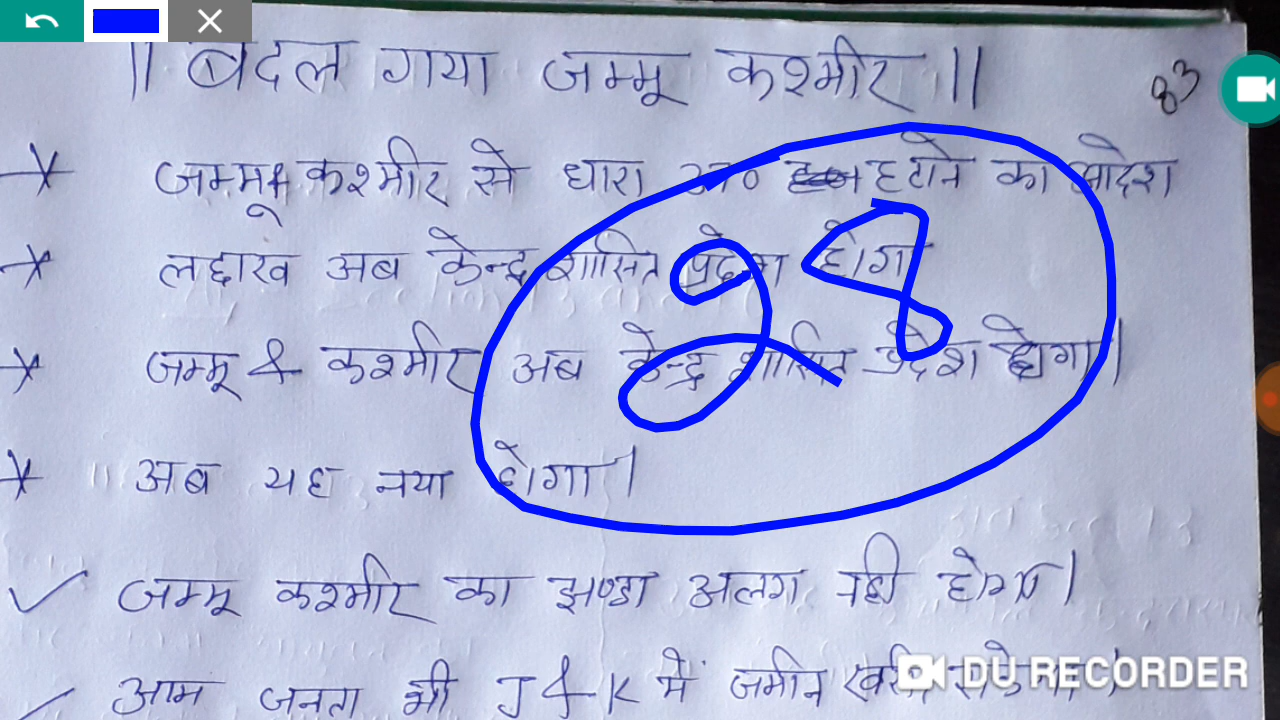 || बदल गया जम्मू कश्मीर ||
83
* जम्मू & कश्मीर से धारा 370 हटाने का आदेश
* लद्दाख अब केन्द्र शासित प्रदेश होगा
* जम्मू & कश्मीर अब केन्द्र शासित प्रदेश होगा।
28
* अब यह नया होगा।
✓ जम्मू कश्मीर का झण्डा अलग नही होगा।
✓ आम जनता भी J & K में जमीन
DU RECORDER